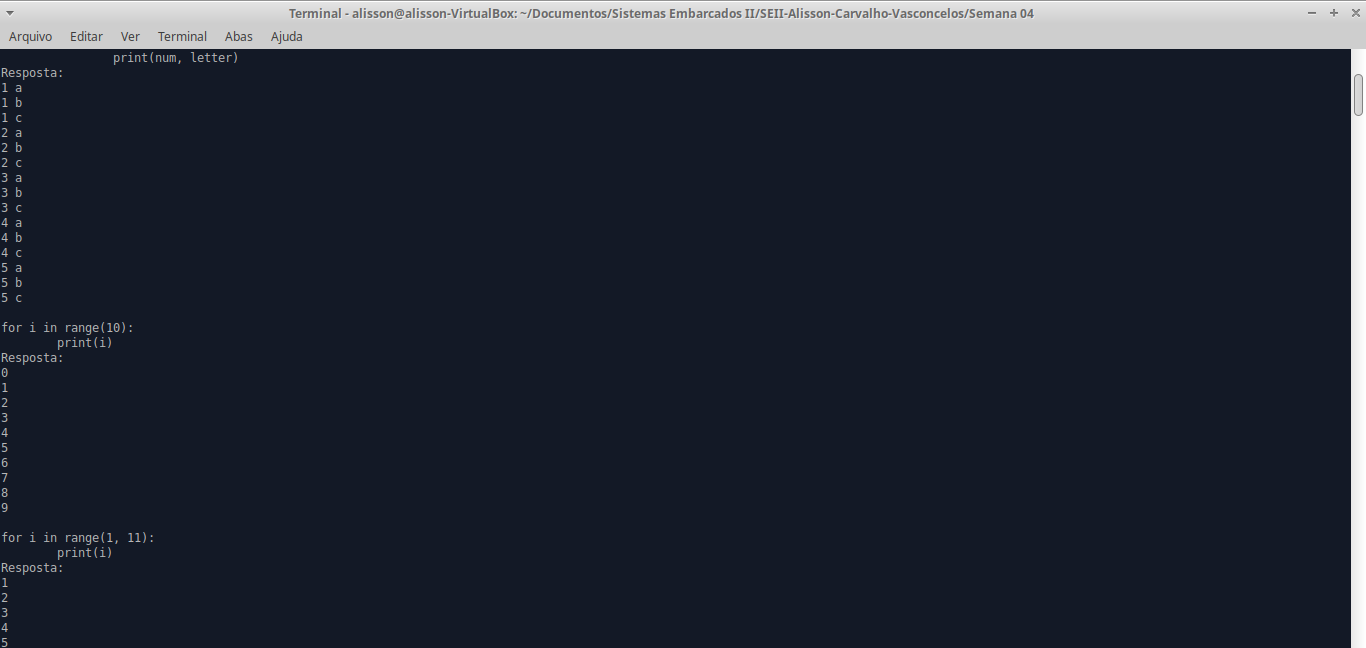 Terminal - alisson@alisson-VirtualBox: ~/Documentos/Sistemas Embarcados II/SEII-Alisson-Carvalho-Vasconcelos/Semana 04
Arquivo Editar Ver Terminal Abas Ajuda
print(num, letter)
Resposta:
1 a
1 b
1 c
2 a
2 b
2 c
3 a
3 b
3 c
4 a
4 b
4 c
5 a
5 b
5 c
for i in range(10):
print(i)
Resposta:
0
1
2
3
4
5
6
7
8
9
for i in range(1, 11):
print(i)
Resposta:
1
2
3
4
5